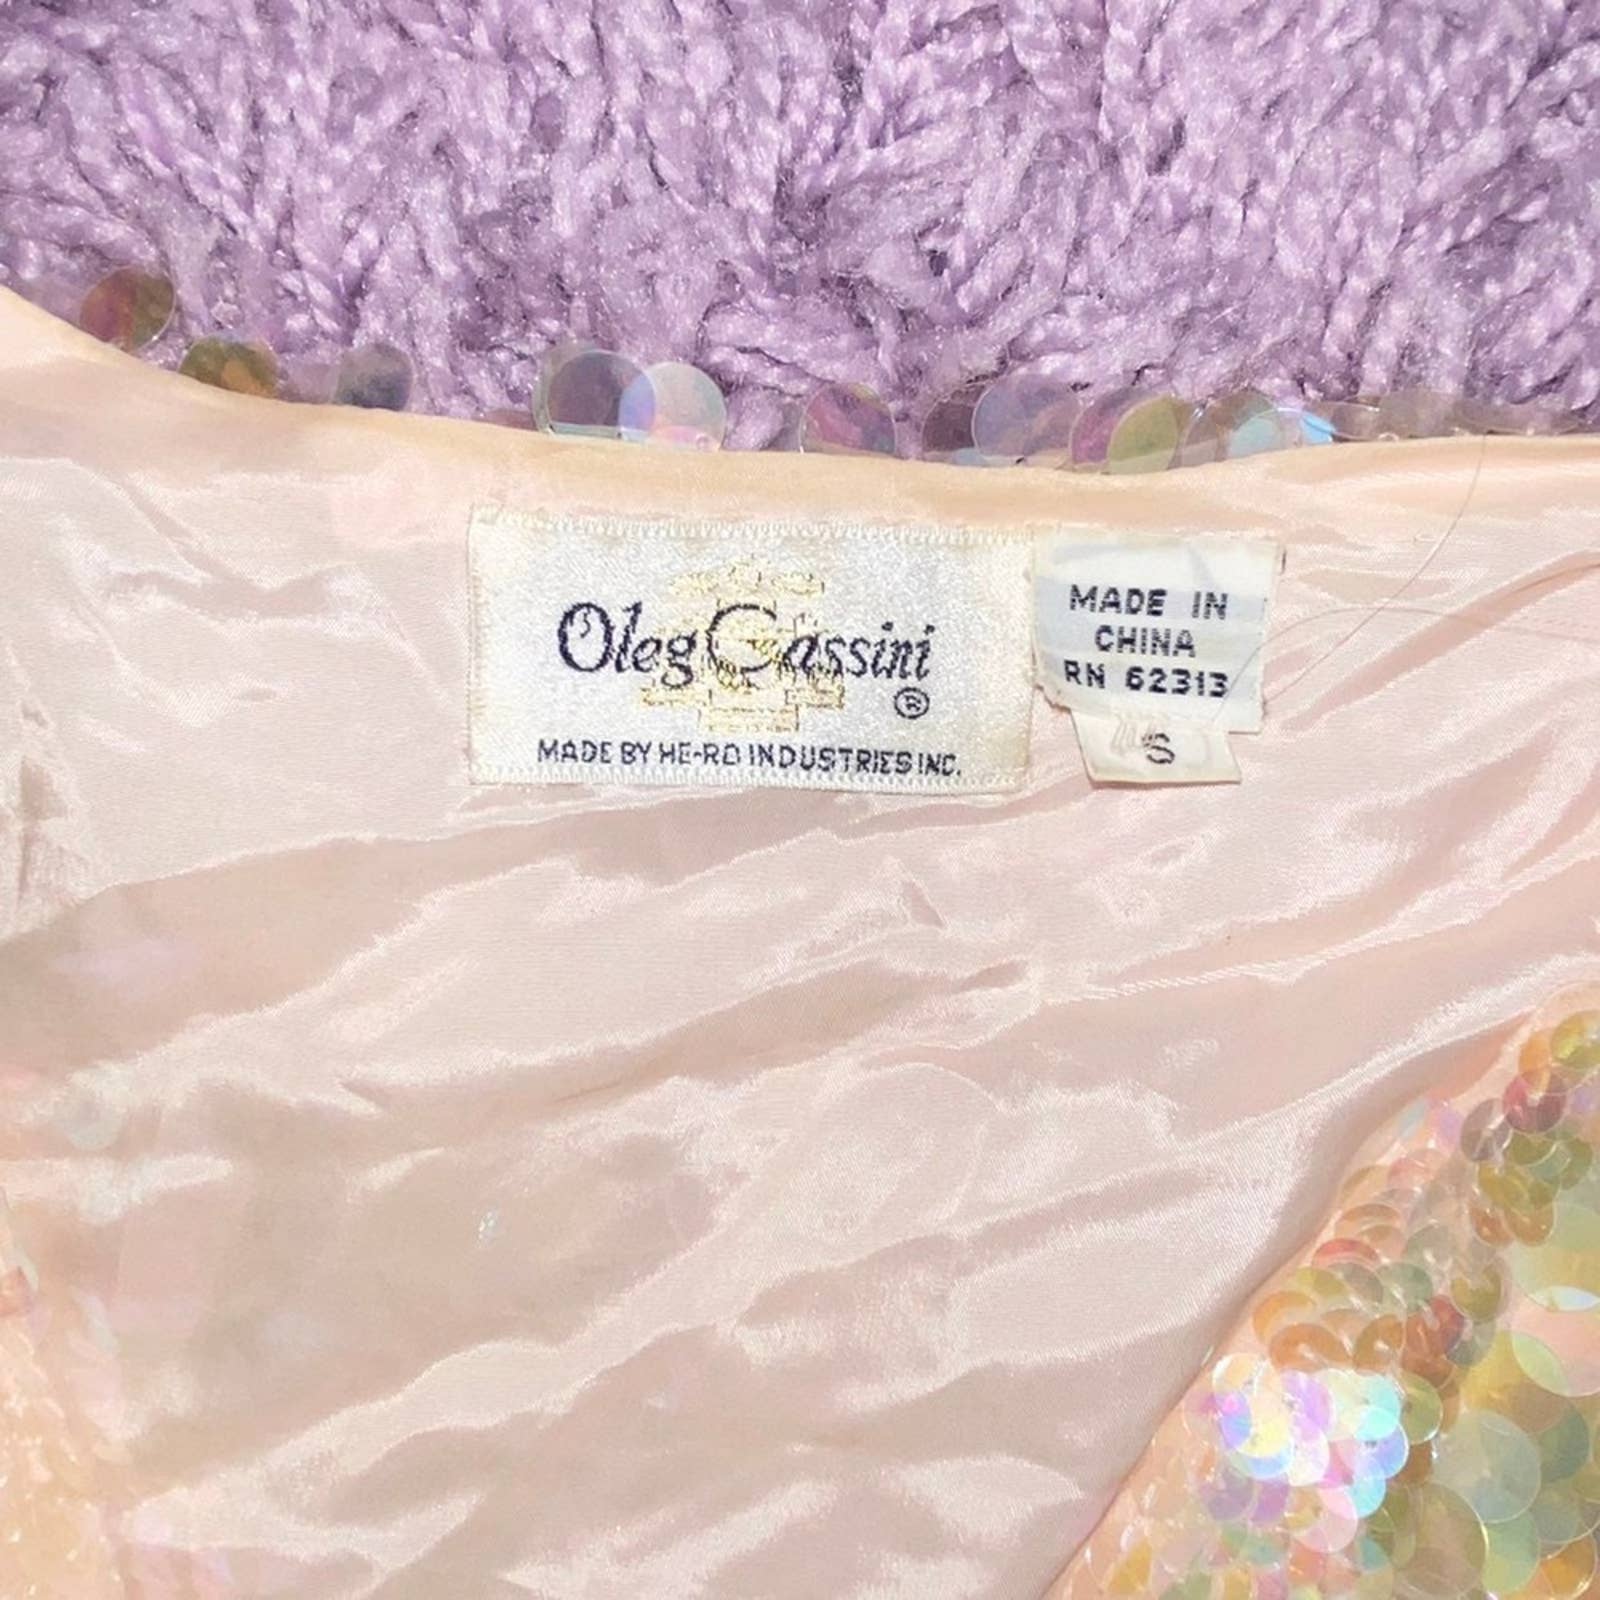 Oleg Cassini
®
MADE BY HE-RO INDUSTRIES INC.
MADE IN
CHINA
RN 62313
S